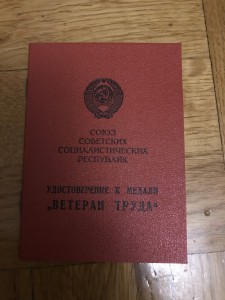 СОЮЗ
СОВЕТСКИХ
СОЦИАЛИСТИЧЕСКИХ
РЕСПУБЛИК
УДОСТОВЕРЕНИЕ К МЕДАЛИ
„ВЕТЕРАН ТРУДА“